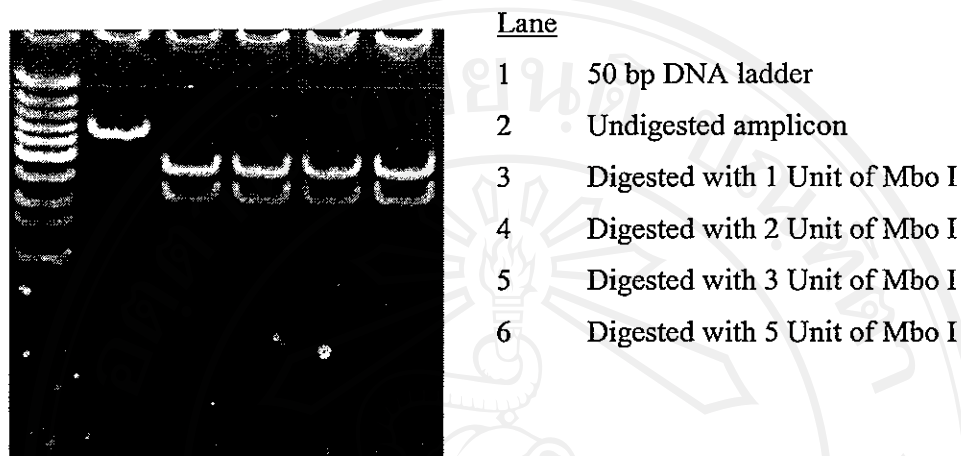 Lane
1 50 bp DNA ladder
2 Undigested amplicon
3 Digested with 1 Unit of Mbo I
4 Digested with 2 Unit of Mbo I
5 Digested with 3 Unit of Mbo I
6 Digested with 5 Unit of Mbo I